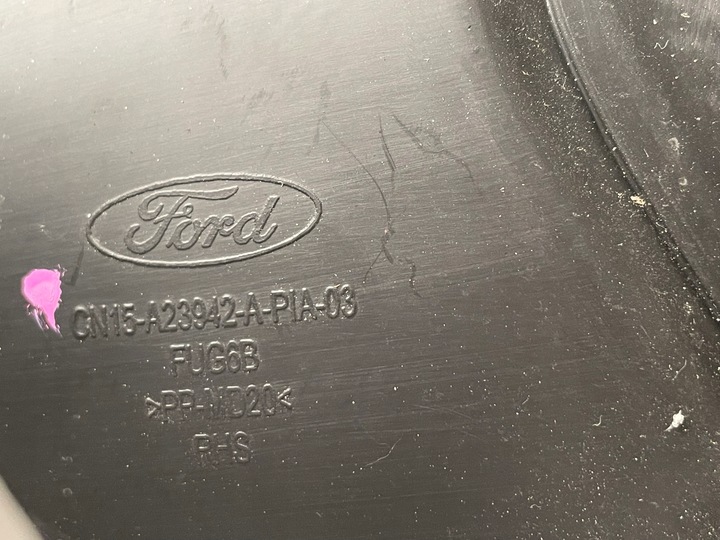 Ford
CN15-A23942-A-PIA-03
FUG6B
>PP-MD20<
RHS